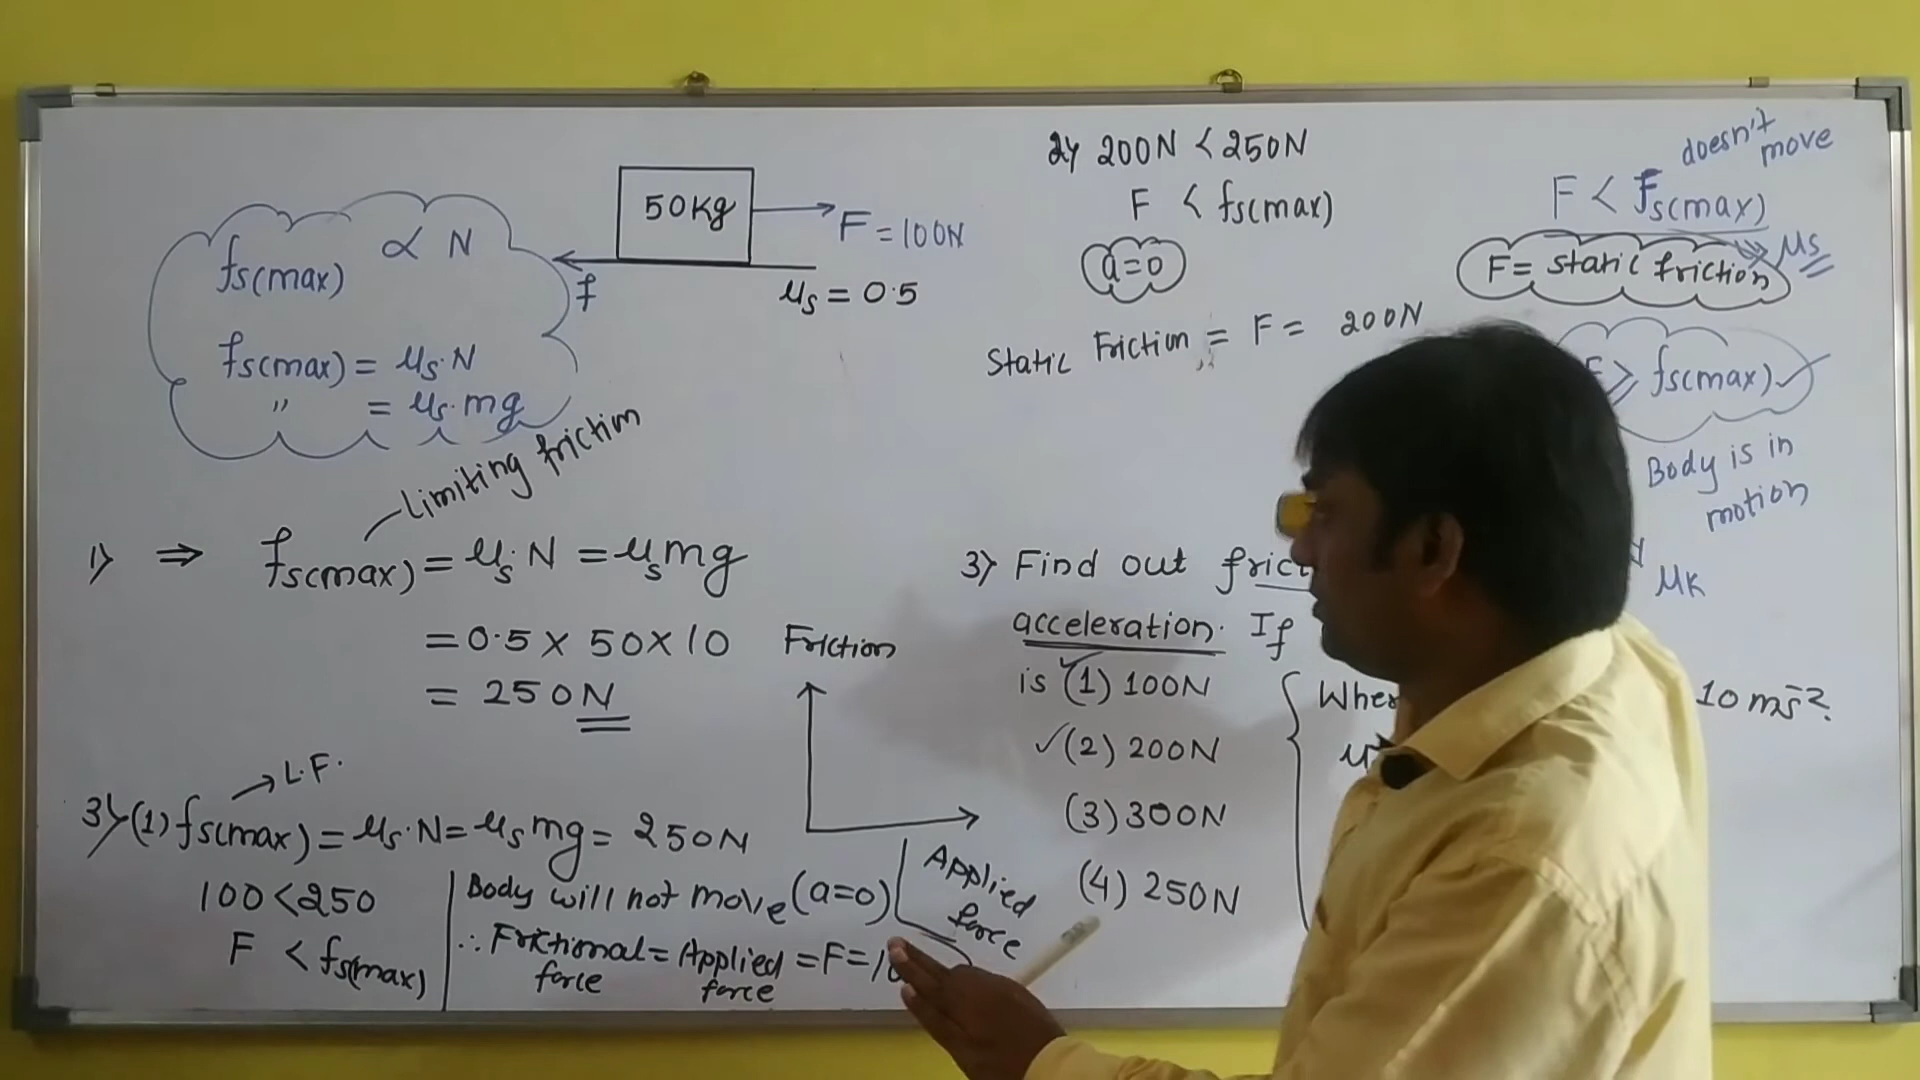 50Kg
F = 100N
f
μs = 0.5
fs(max) ∝ N
fs(max) = μs·N
" = μs·mg
Limiting friction
1) ⇒ fs(max) = μs·N = μsmg
= 0.5 × 50 × 10
= 250N
Friction
Applied
force
→ L.F.
3) (1) fs(max) = μs·N = μsmg = 250N
100 < 250
F < fs(max)
Body will not move (a=0)
∴ Frictional = Applied = F = 10
force force
2) 200N < 250N
F < fs(max)
a=0
Static Friction = F = 200N
doesn't
move
F < Fs(max)
μs
F = static friction
≥ fs(max) ✓
Body is in
motion
μK
3) Find out
acceleration. If
is (1) 100N
✓(2) 200N
(3) 300N
(4) 250N
10 ms⁻².